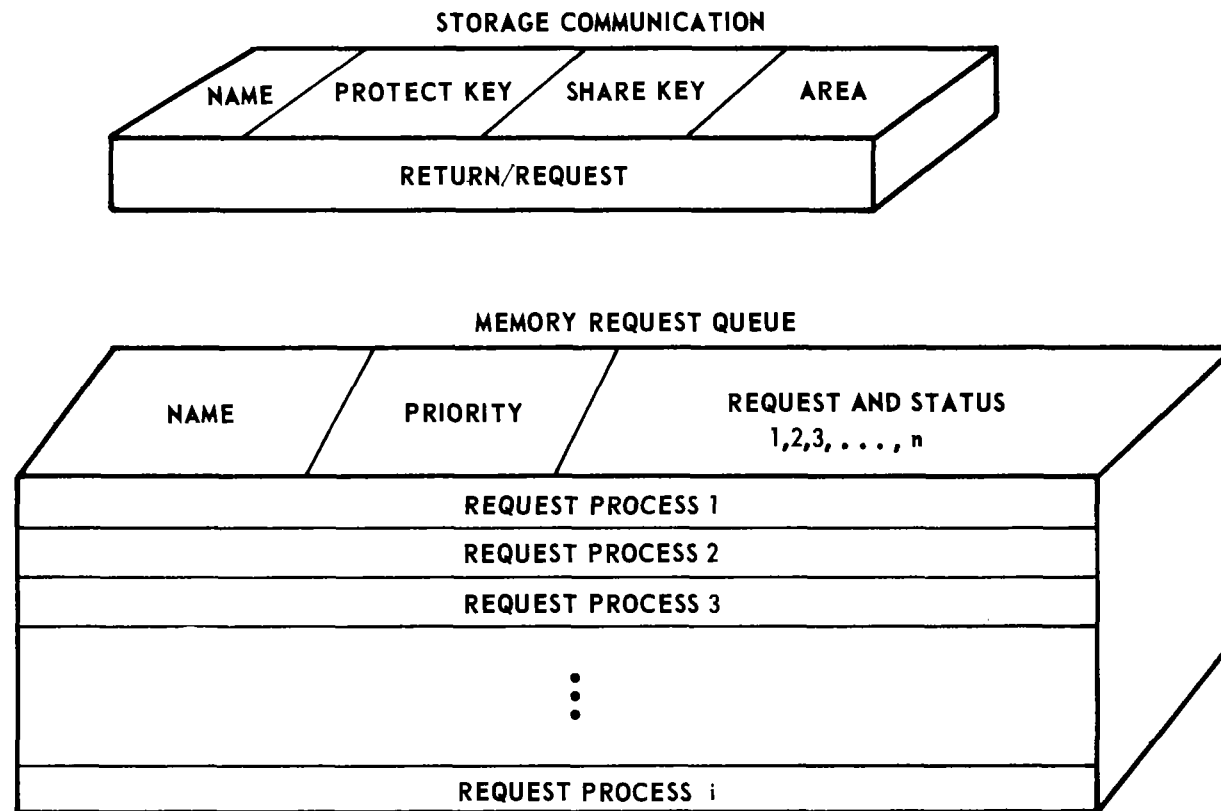 STORAGE COMMUNICATION
NAME PROTECT KEY SHARE KEY AREA
RETURN/REQUEST
MEMORY REQUEST QUEUE
NAME PRIORITY REQUEST AND STATUS
1,2,3, . . . , n
REQUEST PROCESS 1
REQUEST PROCESS 2
REQUEST PROCESS 3
REQUEST PROCESS i